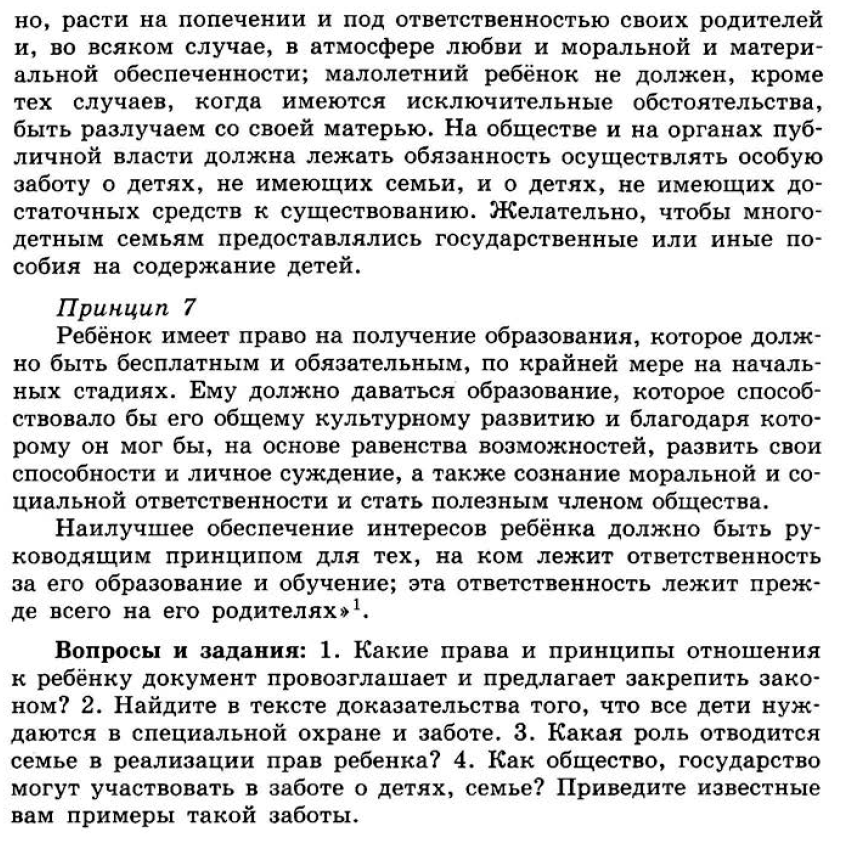 но, расти на попечении и под ответственностью своих родителей
и, во всяком случае, в атмосфере любви и моральной и матери-
альной обеспеченности; малолетний ребёнок не должен, кроме
тех случаев, когда имеются исключительные обстоятельства,
быть разлучаем со своей матерью. На обществе и на органах пуб-
личной власти должна лежать обязанность осуществлять особую
заботу о детях, не имеющих семьи, и о детях, не имеющих до-
статочных средств к существованию. Желательно, чтобы много-
детным семьям предоставлялись государственные или иные по-
собия на содержание детей.
Принцип 7
Ребёнок имеет право на получение образования, которое долж-
но быть бесплатным и обязательным, по крайней мере на началь-
ных стадиях. Ему должно даваться образование, которое способ-
ствовало бы его общему культурному развитию и благодаря кото-
рому он мог бы, на основе равенства возможностей, развить свои
способности и личное суждение, а также сознание моральной и со-
циальной ответственности и стать полезным членом общества.
Наилучшее обеспечение интересов ребёнка должно быть ру-
ководящим принципом для тех, на ком лежит ответственность
за его образование и обучение; эта ответственность лежит преж-
де всего на его родителях»¹.
Вопросы и задания: 1. Какие права и принципы отношения
к ребёнку документ провозглашает и предлагает закрепить зако-
ном? 2. Найдите в тексте доказательства того, что все дети нуж-
даются в специальной охране и заботе. 3. Какая роль отводится
семье в реализации прав ребенка? 4. Как общество, государство
могут участвовать в заботе о детях, семье? Приведите известные
вам примеры такой заботы.